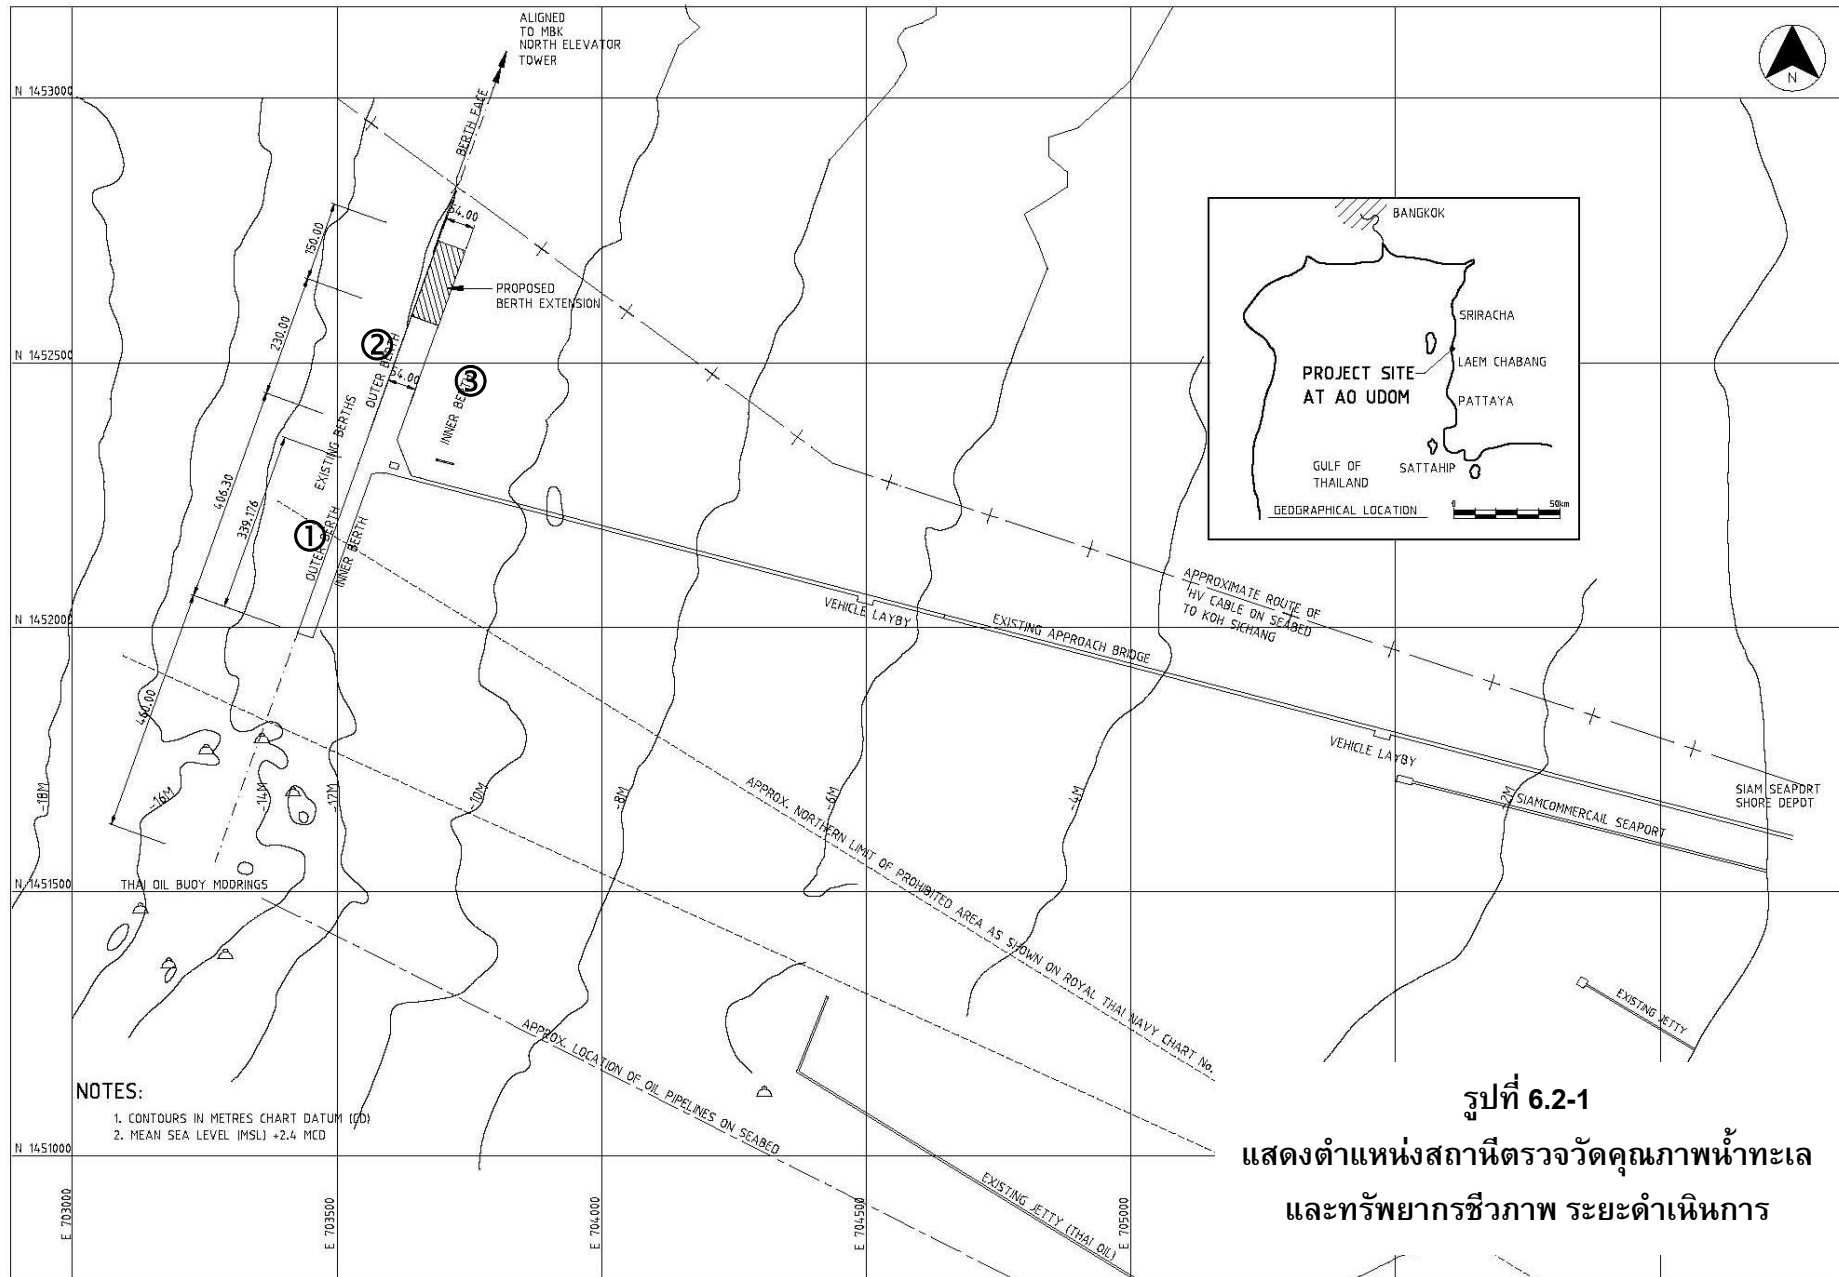 ALIGNED
TO MBK
NORTH ELEVATOR
TOWER
N
N 1453000
BERTH FACE
54.00
150.00
PROPOSED
BERTH EXTENSION
230.00
N 1452500
②
OUTER BERTH
54.00
③
INNER BERTH
EXISTING BERTHS
406.30
339.176
①
OUTER BERTH
INNER BERTH
BANGKOK
SRIRACHA
LAEM CHABANG
PROJECT SITE
AT AO UDOM
PATTAYA
GULF OF
THAILAND
SATTAHIP
GEOGRAPHICAL LOCATION
0
50km
APPROXIMATE ROUTE OF
HV CABLE ON SEABED
TO KOH SICHANG
VEHICLE LAYBY
EXISTING APPROACH BRIDGE
N 1452000
460.00
VEHICLE LAYBY
-18M
-16M
-14M
-12M
-10M
-8M
-6M
-4M
-2M
SIAM SEAPORT
SHORE DEPOT
SIAMCOMMERCAIL SEAPORT
APPROX. NORTHERN LIMIT OF PROHIBITED AREA AS SHOWN ON ROYAL THAI NAVY CHART No.
N 1451500
THAI OIL BUOY MOORINGS
EXISTING JETTY
APPROX. LOCATION OF OIL PIPELINES ON SEABED
NOTES:
1. CONTOURS IN METRES CHART DATUM (CD)
2. MEAN SEA LEVEL (MSL) +2.4 MCD
N 1451000
EXISTING JETTY (THAI OIL)
E 703000
E 703500
E 704000
E 704500
E 705000
รูปที่ 6.2-1
แสดงตำแหน่งสถานีตรวจวัดคุณภาพน้ำทะเล
และทรัพยากรชีวภาพ ระยะดำเนินการ